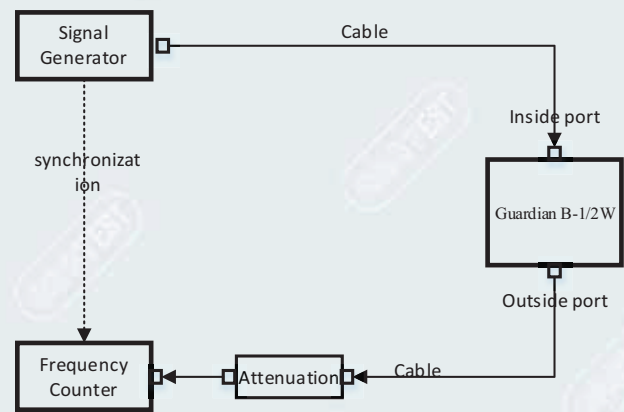 Signal
Generator
Cable
Inside port
synchronizat
ion
Guardian B-1/2W
Outside port
Frequency
Counter
Attenuation
Cable